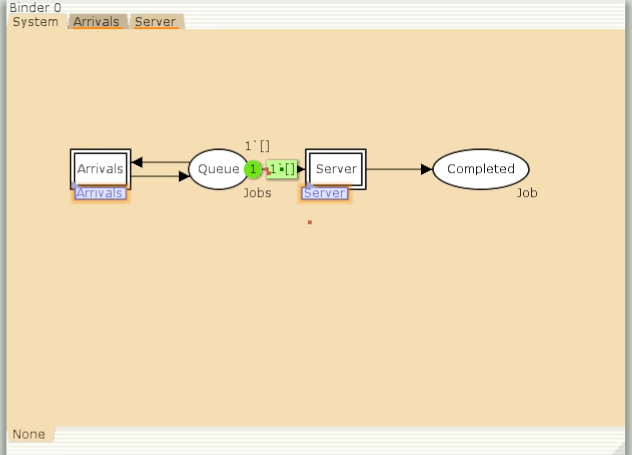 Binder 0
System Arrivals Server
1`[]
Arrivals Queue 1 1`[] Server Completed
Arrivals Jobs Server Job
None